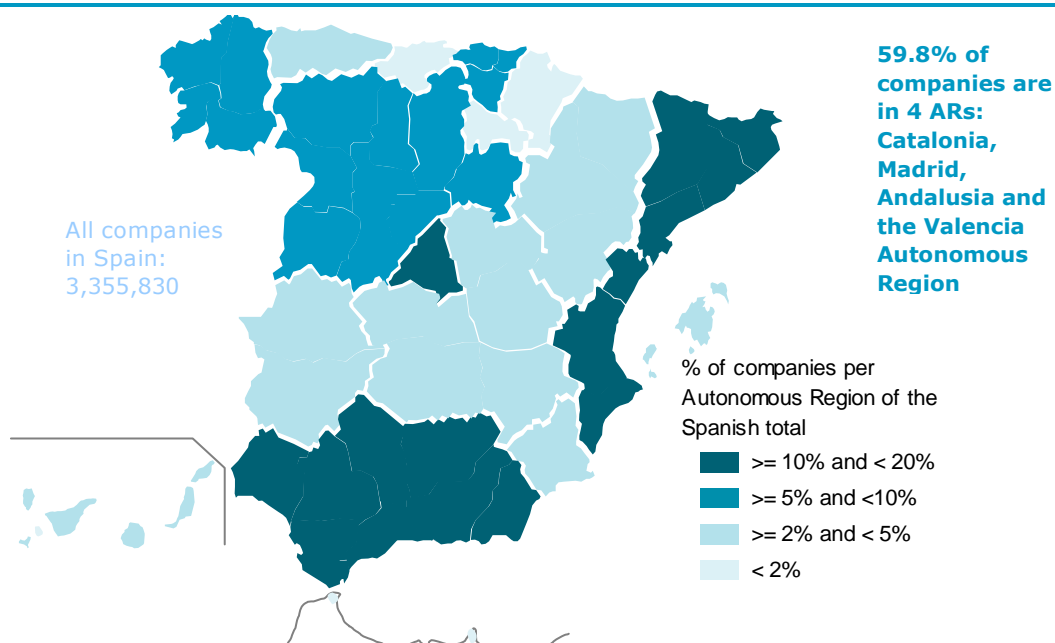 59.8% of
companies are
in 4 ARs:
Catalonia,
Madrid,
Andalusia and
the Valencia
Autonomous
Region
All companies
in Spain:
3,355,830
% of companies per
Autonomous Region of the
Spanish total
>= 10% and < 20%
>= 5% and <10%
>= 2% and < 5%
< 2%